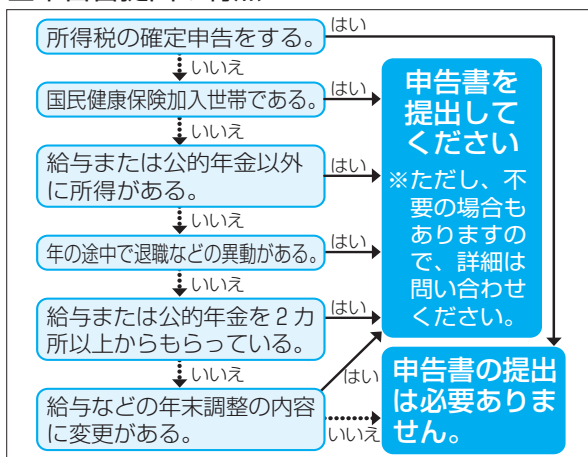 所得税の確定申告をする。
はい
いいえ
国民健康保険加入世帯である。
はい
いいえ
給与または公的年金以外
に所得がある。
はい
いいえ
年の途中で退職などの異動がある。
はい
いいえ
給与または公的年金を2カ
所以上からもらっている。
はい
いいえ
給与などの年末調整の内容
に変更がある。
はい
いいえ
申告書を
提出して
ください
※ただし、不
要の場合も
ありますの
で、詳細は
問い合わせ
ください。
申告書の提出
は必要ありま
せん。